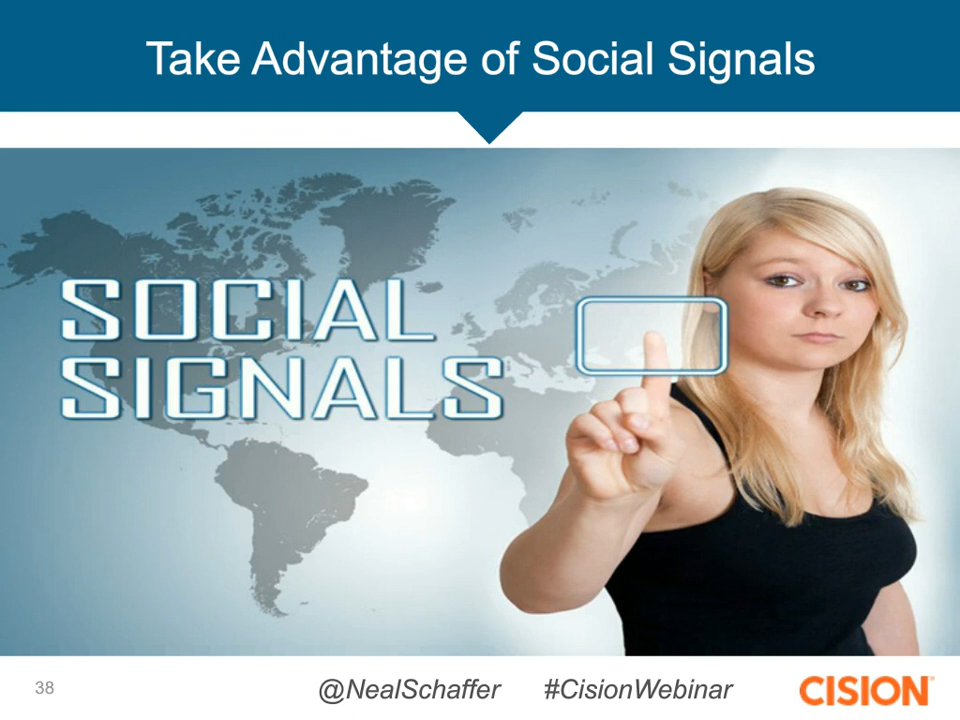 Take Advantage of Social Signals
SOCIAL
SIGNALS
38
@NealSchaffer #CisionWebinar
CISION